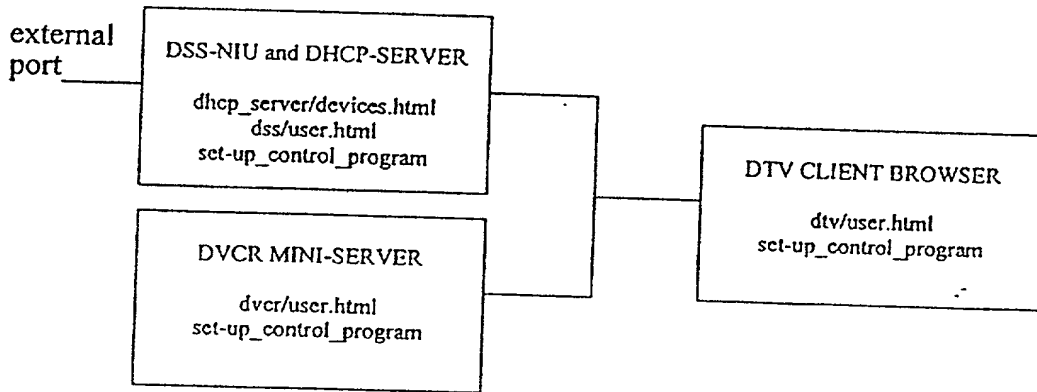 external
port
DSS-NIU and DHCP-SERVER
dhcp_server/devices.html
dss/user.html
set-up_control_program
DVCR MINI-SERVER
dvcr/user.html
set-up_control_program
DTV CLIENT BROWSER
dtv/user.html
set-up_control_program